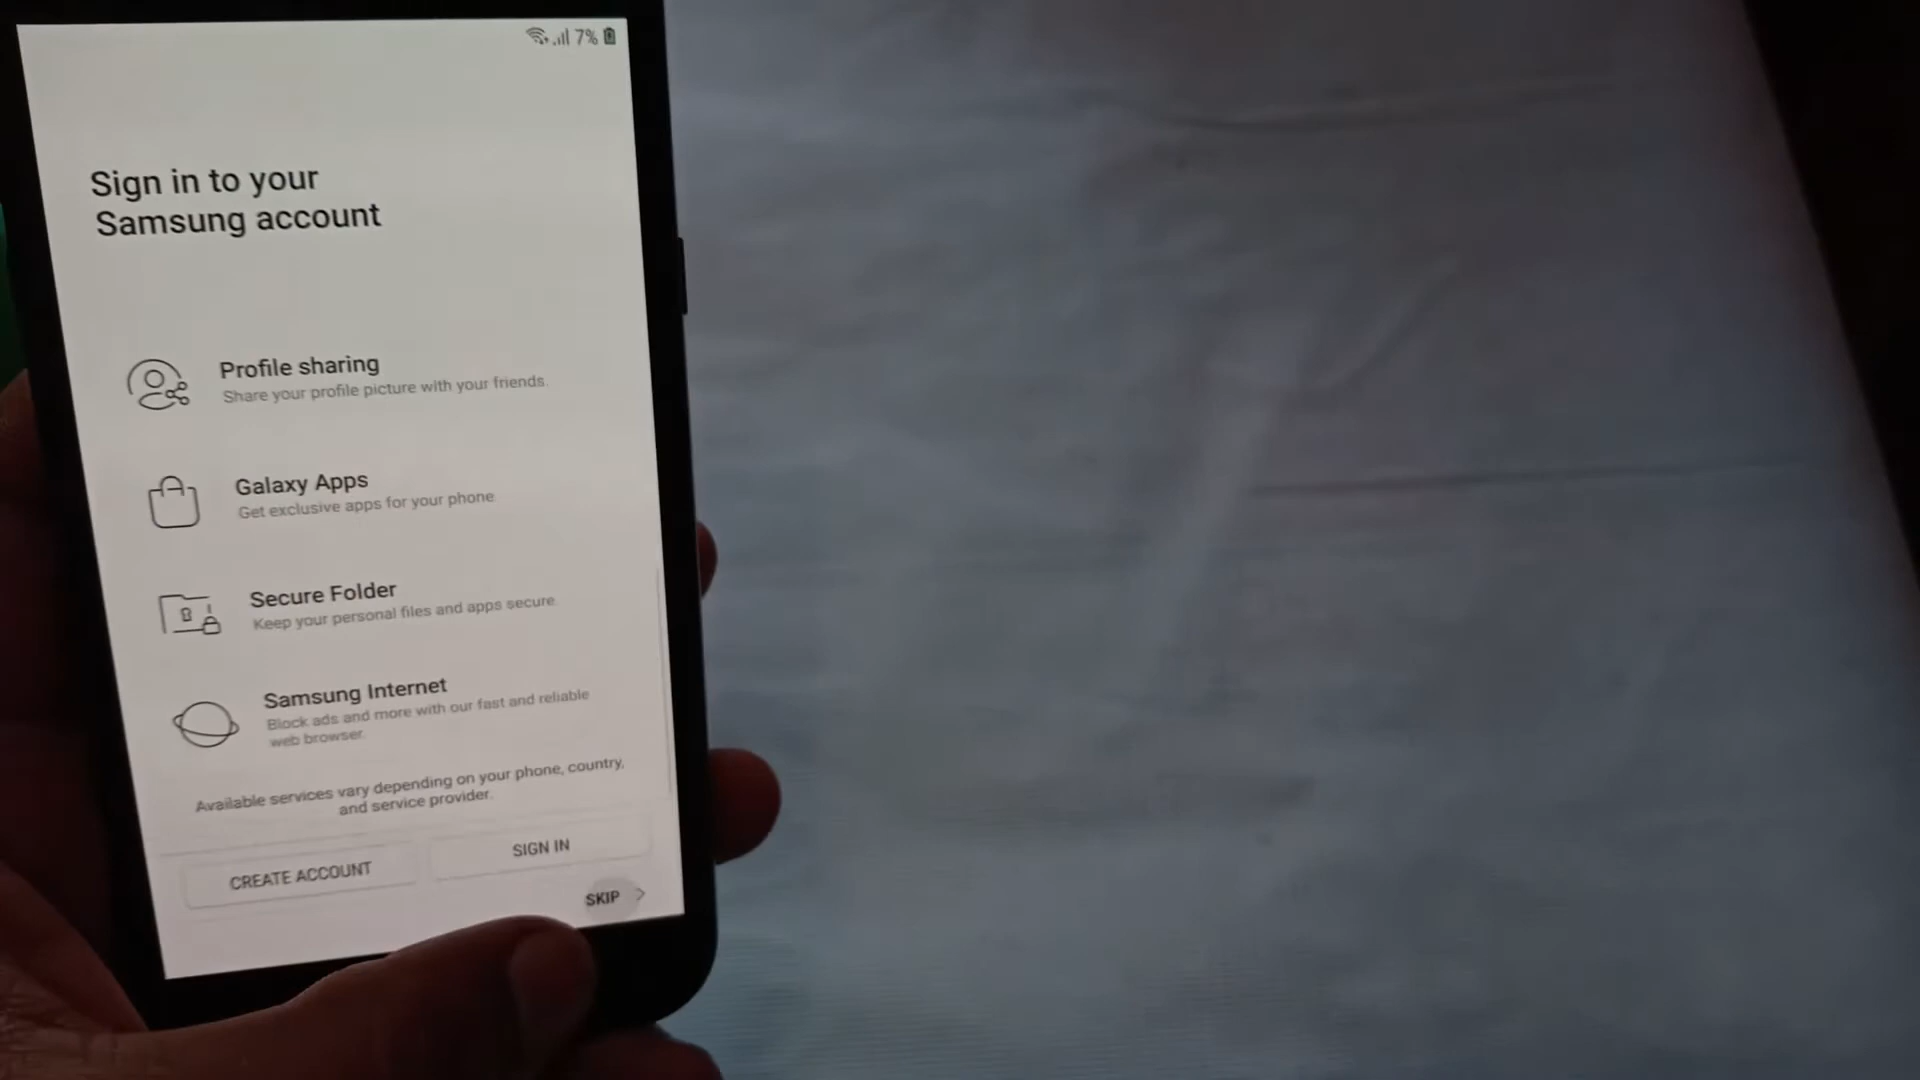 7%
Sign in to your
Samsung account
Profile sharing
Share your profile picture with your friends.
Galaxy Apps
Get exclusive apps for your phone
Secure Folder
Keep your personal files and apps secure
Samsung Internet
Block ads and more with our fast and reliable
web browser.
Available services vary depending on your phone, country,
and service provider.
CREATE ACCOUNT
SIGN IN
SKIP